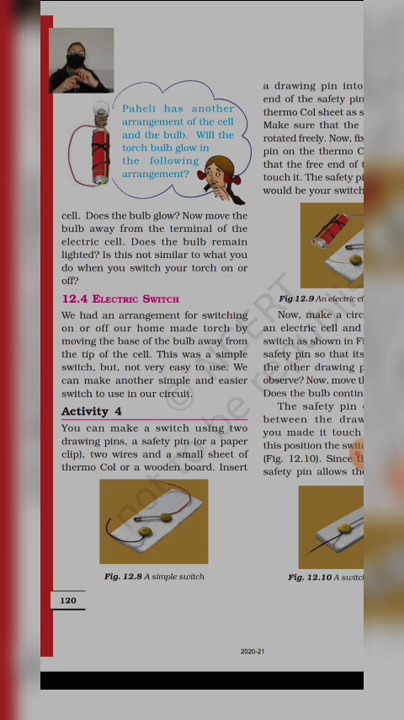 Paheli has another
arrangement of the cell
and the bulb. Will the
torch bulb glow in
the following
arrangement?
cell. Does the bulb glow? Now move the
bulb away from the terminal of the
electric cell. Does the bulb remain
lighted? Is this not similar to what you
do when you switch your torch on or
off?
12.4 ELECTRIC SWITCH
We had an arrangement for switching
on or off our home made torch by
moving the base of the bulb away from
the tip of the cell. This was a simple
switch, but, not very easy to use. We
can make another simple and easier
switch to use in our circuit.
Activity 4
You can make a switch using two
drawing pins, a safety pin (or a paper
clip), two wires and a small sheet of
thermo Col or a wooden board. Insert
Fig. 12.8 A simple switch
120
a drawing pin into
end of the safety pin
thermo Col sheet as s
Make sure that the
rotated freely. Now, fix
pin on the thermo C
that the free end of t
touch it. The safety pi
would be your switch
Fig 12.9 An electric ci
Now, make a circ
an electric cell and
switch as shown in Fi
safety pin so that its
the other drawing p
observe? Now, move th
Does the bulb contin
The safety pin
between the draw
you made it touch
this position the switc
(Fig. 12.10). Since th
safety pin allows the
Fig. 12.10 A switc
2020-21
© NCERT
not to be republished